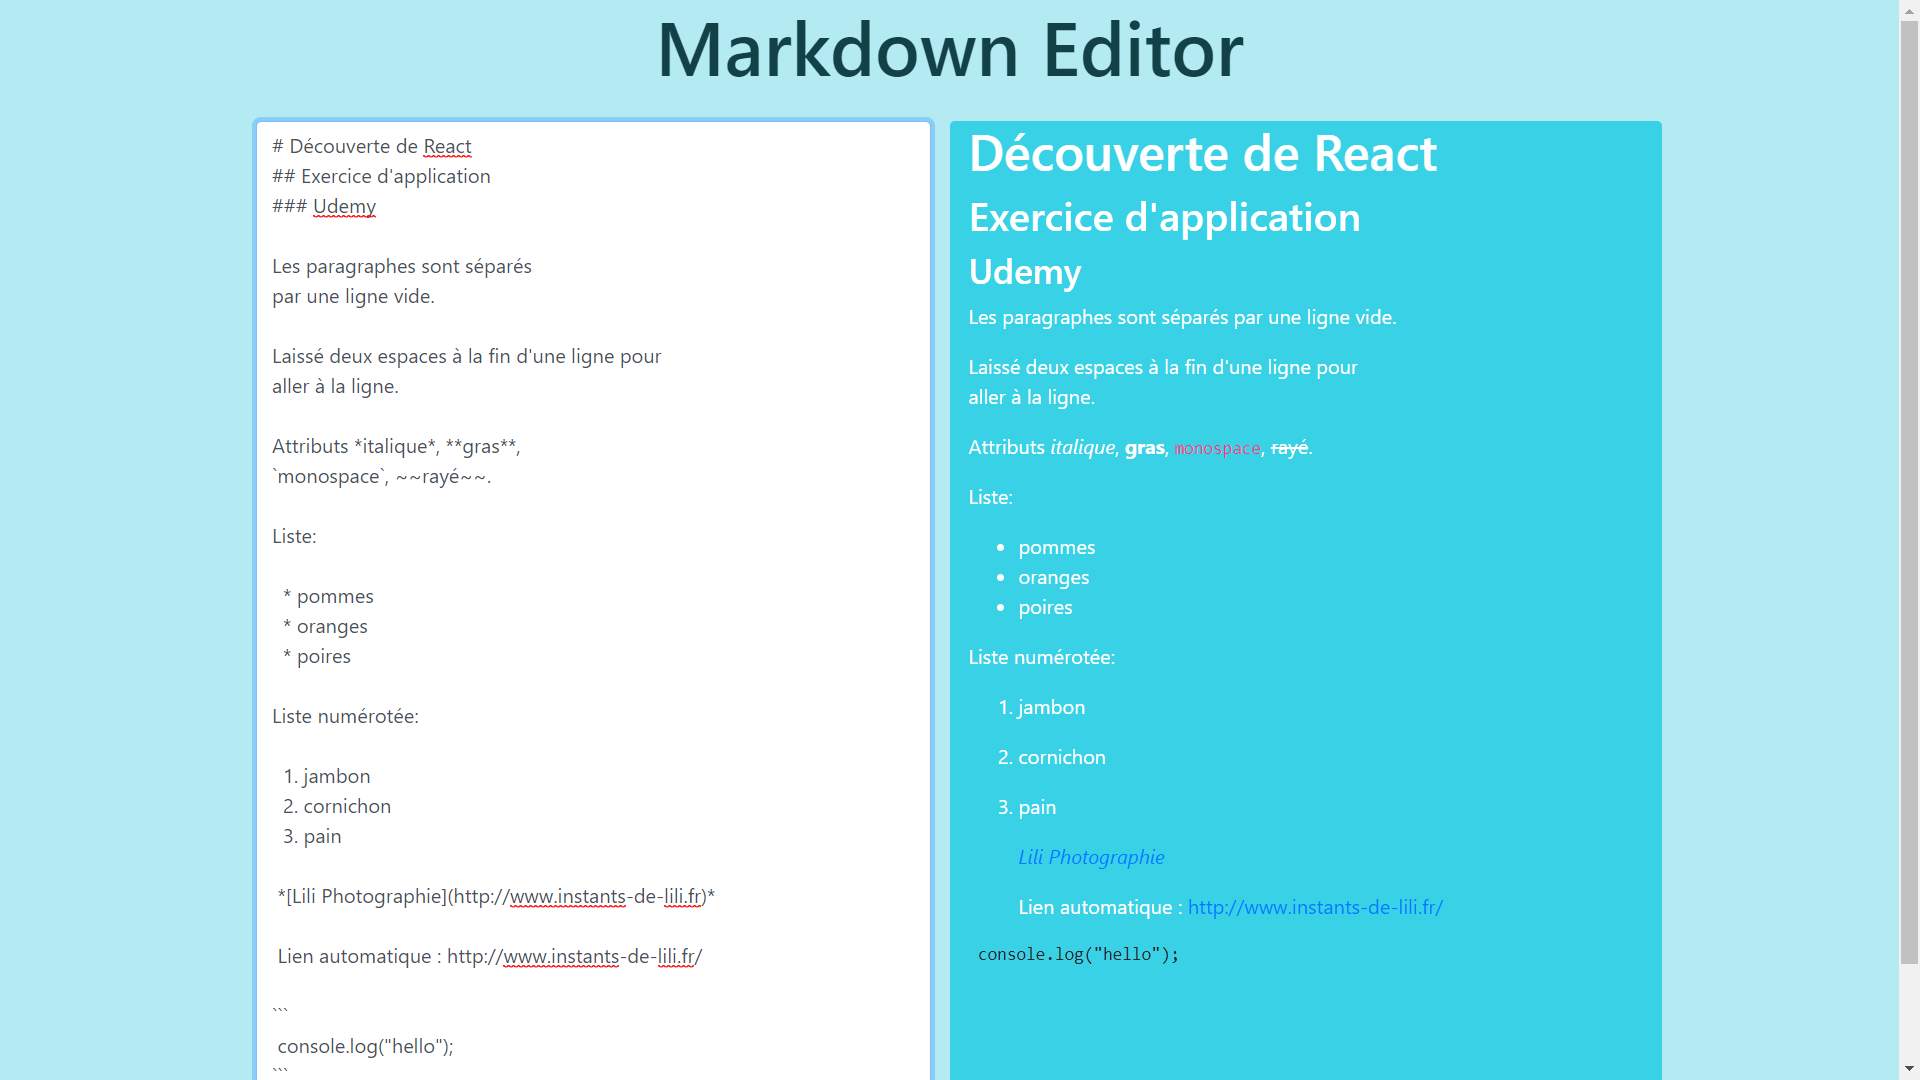 Markdown Editor
# Découverte de React
## Exercice d'application
### Udemy
Les paragraphes sont séparés
par une ligne vide.
Laissé deux espaces à la fin d'une ligne pour
aller à la ligne.
Attributs *italique*, **gras**,
`monospace`, ~~rayé~~.
Liste:
* pommes
* oranges
* poires
Liste numérotée:
1. jambon
2. cornichon
3. pain
*[Lili Photographie](http://www.instants-de-lili.fr)*
Lien automatique : http://www.instants-de-lili.fr/
```
console.log("hello");
```
Découverte de React
Exercice d'application
Udemy
Les paragraphes sont séparés par une ligne vide.
Laissé deux espaces à la fin d'une ligne pour
aller à la ligne.
Attributs italique, gras, monospace, rayé.
Liste:
• pommes
• oranges
• poires
Liste numérotée:
1. jambon
2. cornichon
3. pain
Lili Photographie
Lien automatique : http://www.instants-de-lili.fr/
console.log("hello");